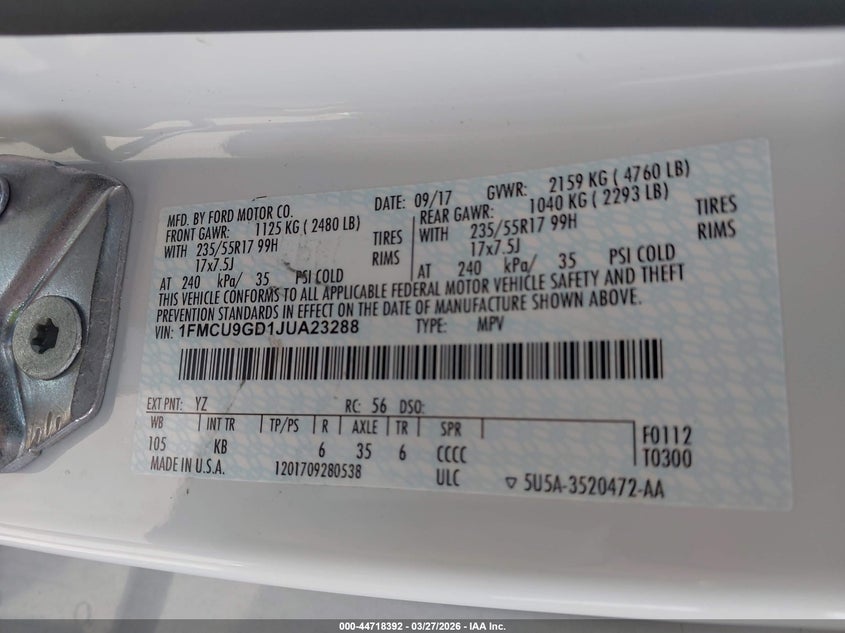 MFD. BY FORD MOTOR CO. DATE: 09/17 GVWR: 2159 KG ( 4760 LB)
FRONT GAWR: 1125 KG ( 2480 LB) REAR GAWR: 1040 KG ( 2293 LB)
WITH 235/55R17 99H TIRES WITH 235/55R17 99H TIRES
17x7.5J RIMS 17x7.5J RIMS
AT 240 kPa/ 35 PSI COLD AT 240 kPa/ 35 PSI COLD
THIS VEHICLE CONFORMS TO ALL APPLICABLE FEDERAL MOTOR VEHICLE SAFETY AND THEFT
PREVENTION STANDARDS IN EFFECT ON THE DATE OF MANUFACTURE SHOWN ABOVE.
VIN: 1FMCU9GD1JUA23288 TYPE: MPV
EXT PNT: YZ RC: 56 DSO:
WB INT TR TP/PS R AXLE TR SPR F0112
105 KB 6 35 6 CCCC T0300
MADE IN U.S.A. 1201709280538 ULC ▽ 5U5A-3520472-AA
000-44718392 - 03/27/2026 - IAA Inc.